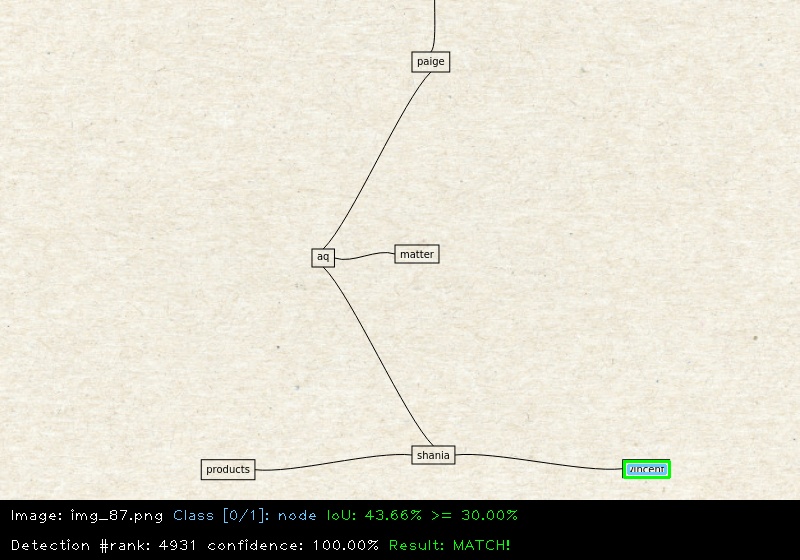 paige
aq
matter
shania
products
vincent
Image: img_87.png Class [0/1]: node IoU: 43.66% >= 30.00%
Detection #rank: 4931 confidence: 100.00% Result: MATCH!